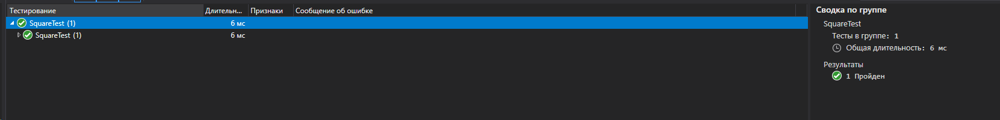 Тестирование Длительн... Признаки Сообщение об ошибке
SquareTest (1) 6 мс
SquareTest (1) 6 мс
Сводка по группе
SquareTest
Тесты в группе: 1
Общая длительность: 6 мс
Результаты
1 Пройден